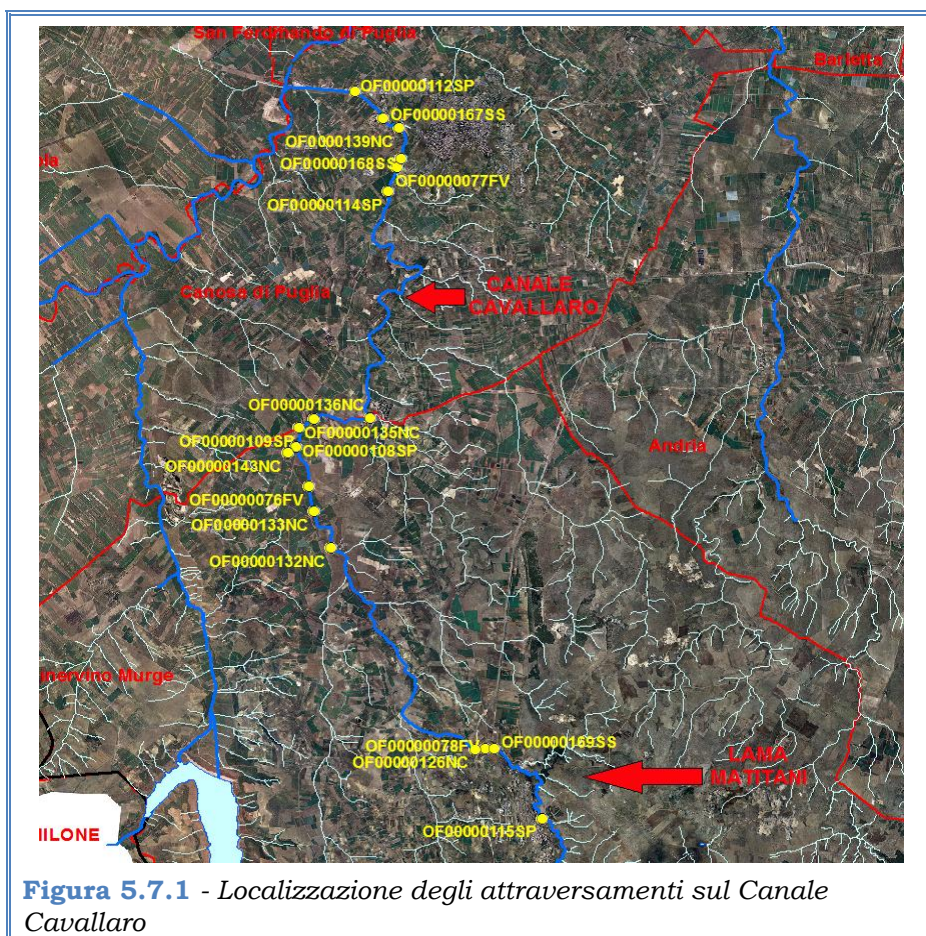 San Ferdinando di Puglia
Barletta
OF00000112SP
OF00000167SS
OF0000139NC
OF00000168SS
OF00000077FV
OF00000114SP
Canosa di Puglia
CANALE
CAVALLARO
OF00000136NC
OF00000135NC
OF00000109SP
OF00000108SP
OF00000143NC
Andria
OF00000076FV
OF00000133NC
OF00000132NC
inervino Murge
OF00000078FV
OF00000169SS
OF00000126NC
LAMA
MATITANI
OF00000115SP
Figura 5.7.1 - Localizzazione degli attraversamenti sul Canale
Cavallaro